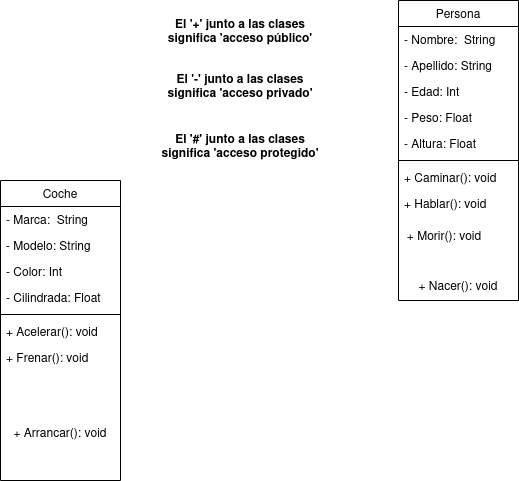 El '+' junto a las clases
significa 'acceso público'
El '-' junto a las clases
significa 'acceso privado'
El '#' junto a las clases
significa 'acceso protegido'
Persona
- Nombre:  String
- Apellido: String
- Edad: Int
- Peso: Float
- Altura: Float
+ Caminar(): void
+ Hablar(): void
+ Morir(): void
+ Nacer(): void
Coche
- Marca:  String
- Modelo: String
- Color: Int
- Cilindrada: Float
+ Acelerar(): void
+ Frenar(): void
+ Arrancar(): void